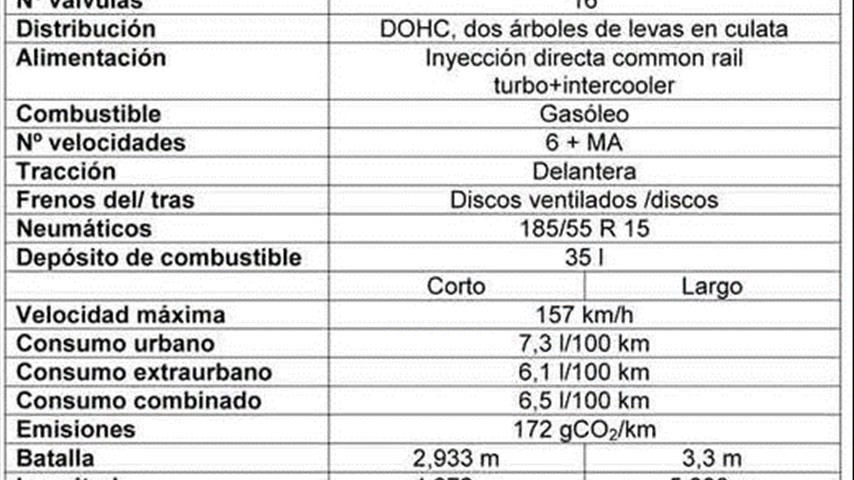 Nº válvulas 16
Distribución DOHC, dos árboles de levas en culata
Alimentación Inyección directa common rail
turbo+intercooler
Combustible Gasóleo
Nº velocidades 6 + MA
Tracción Delantera
Frenos del/ tras Discos ventilados /discos
Neumáticos 185/55 R 15
Depósito de combustible 35 l
Corto Largo
Velocidad máxima 157 km/h
Consumo urbano 7,3 l/100 km
Consumo extraurbano 6,1 l/100 km
Consumo combinado 6,5 l/100 km
Emisiones 172 gCO₂/km
Batalla 2,933 m 3,3 m